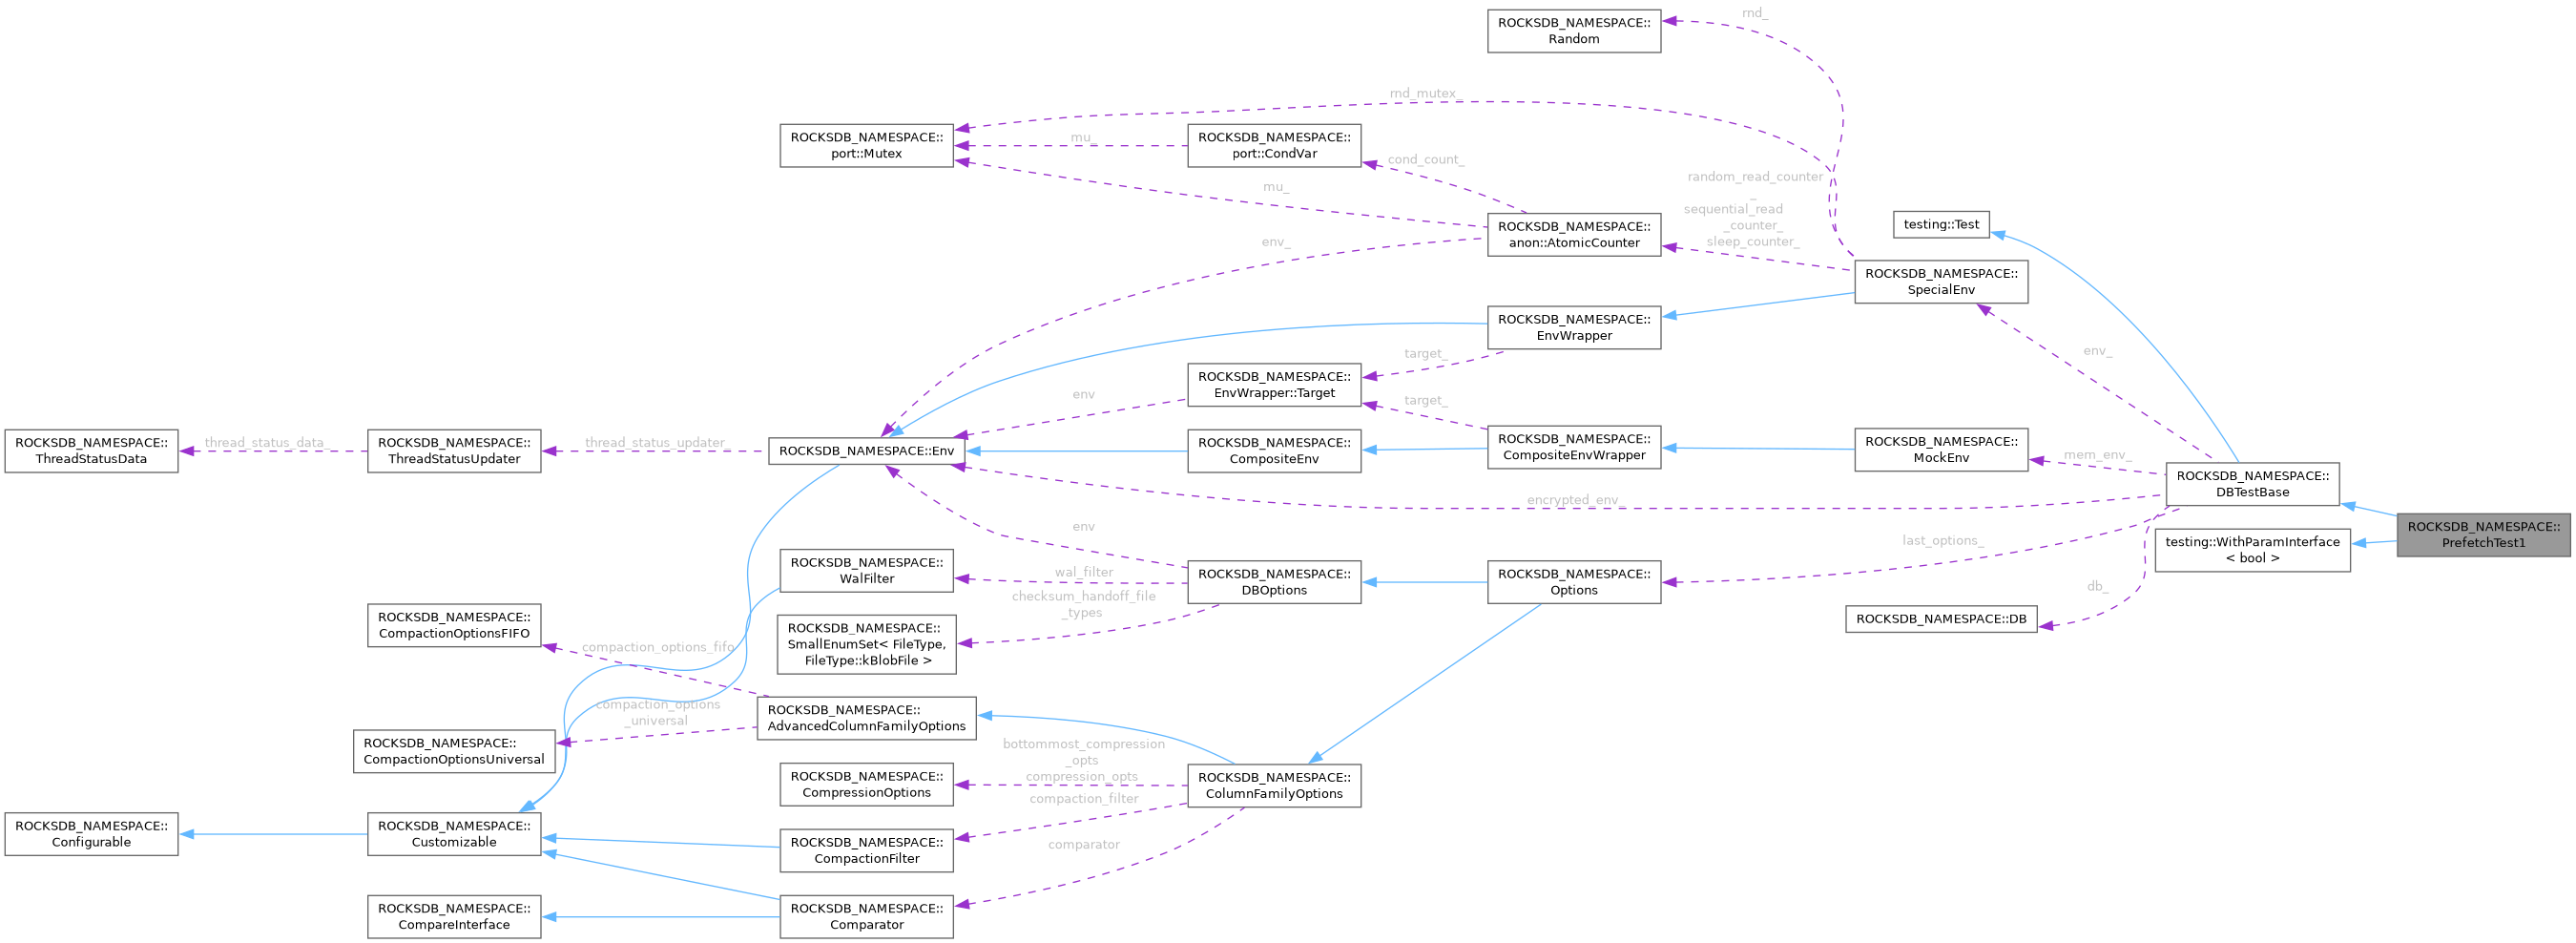 ROCKSDB_NAMESPACE::
Random
rnd_
rnd_mutex_
ROCKSDB_NAMESPACE::
port::Mutex
mu_
ROCKSDB_NAMESPACE::
port::CondVar
cond_count_
mu_
random_read_counter
_
sequential_read
_counter_
sleep_counter_
ROCKSDB_NAMESPACE::
anon::AtomicCounter
env_
testing::Test
ROCKSDB_NAMESPACE::
SpecialEnv
ROCKSDB_NAMESPACE::
EnvWrapper
target_
env_
ROCKSDB_NAMESPACE::
EnvWrapper::Target
env
target_
ROCKSDB_NAMESPACE::
ThreadStatusData
thread_status_data_
ROCKSDB_NAMESPACE::
ThreadStatusUpdater
thread_status_updater_
ROCKSDB_NAMESPACE::Env
ROCKSDB_NAMESPACE::
CompositeEnv
ROCKSDB_NAMESPACE::
CompositeEnvWrapper
ROCKSDB_NAMESPACE::
MockEnv
mem_env_
ROCKSDB_NAMESPACE::
DBTestBase
encrypted_env_
ROCKSDB_NAMESPACE::
PrefetchTest1
testing::WithParamInterface
< bool >
env
last_options_
ROCKSDB_NAMESPACE::
WalFilter
wal_filter
ROCKSDB_NAMESPACE::
DBOptions
ROCKSDB_NAMESPACE::
Options
db_
checksum_handoff_file
_types
ROCKSDB_NAMESPACE::DB
ROCKSDB_NAMESPACE::
CompactionOptionsFIFO
compaction_options_fifo
ROCKSDB_NAMESPACE::
SmallEnumSet< FileType,
FileType::kBlobFile >
compaction_options
_universal
ROCKSDB_NAMESPACE::
AdvancedColumnFamilyOptions
ROCKSDB_NAMESPACE::
CompactionOptionsUniversal
bottommost_compression
_opts
compression_opts
ROCKSDB_NAMESPACE::
CompressionOptions
ROCKSDB_NAMESPACE::
ColumnFamilyOptions
compaction_filter
ROCKSDB_NAMESPACE::
Configurable
ROCKSDB_NAMESPACE::
Customizable
ROCKSDB_NAMESPACE::
CompactionFilter
comparator
ROCKSDB_NAMESPACE::
CompareInterface
ROCKSDB_NAMESPACE::
Comparator